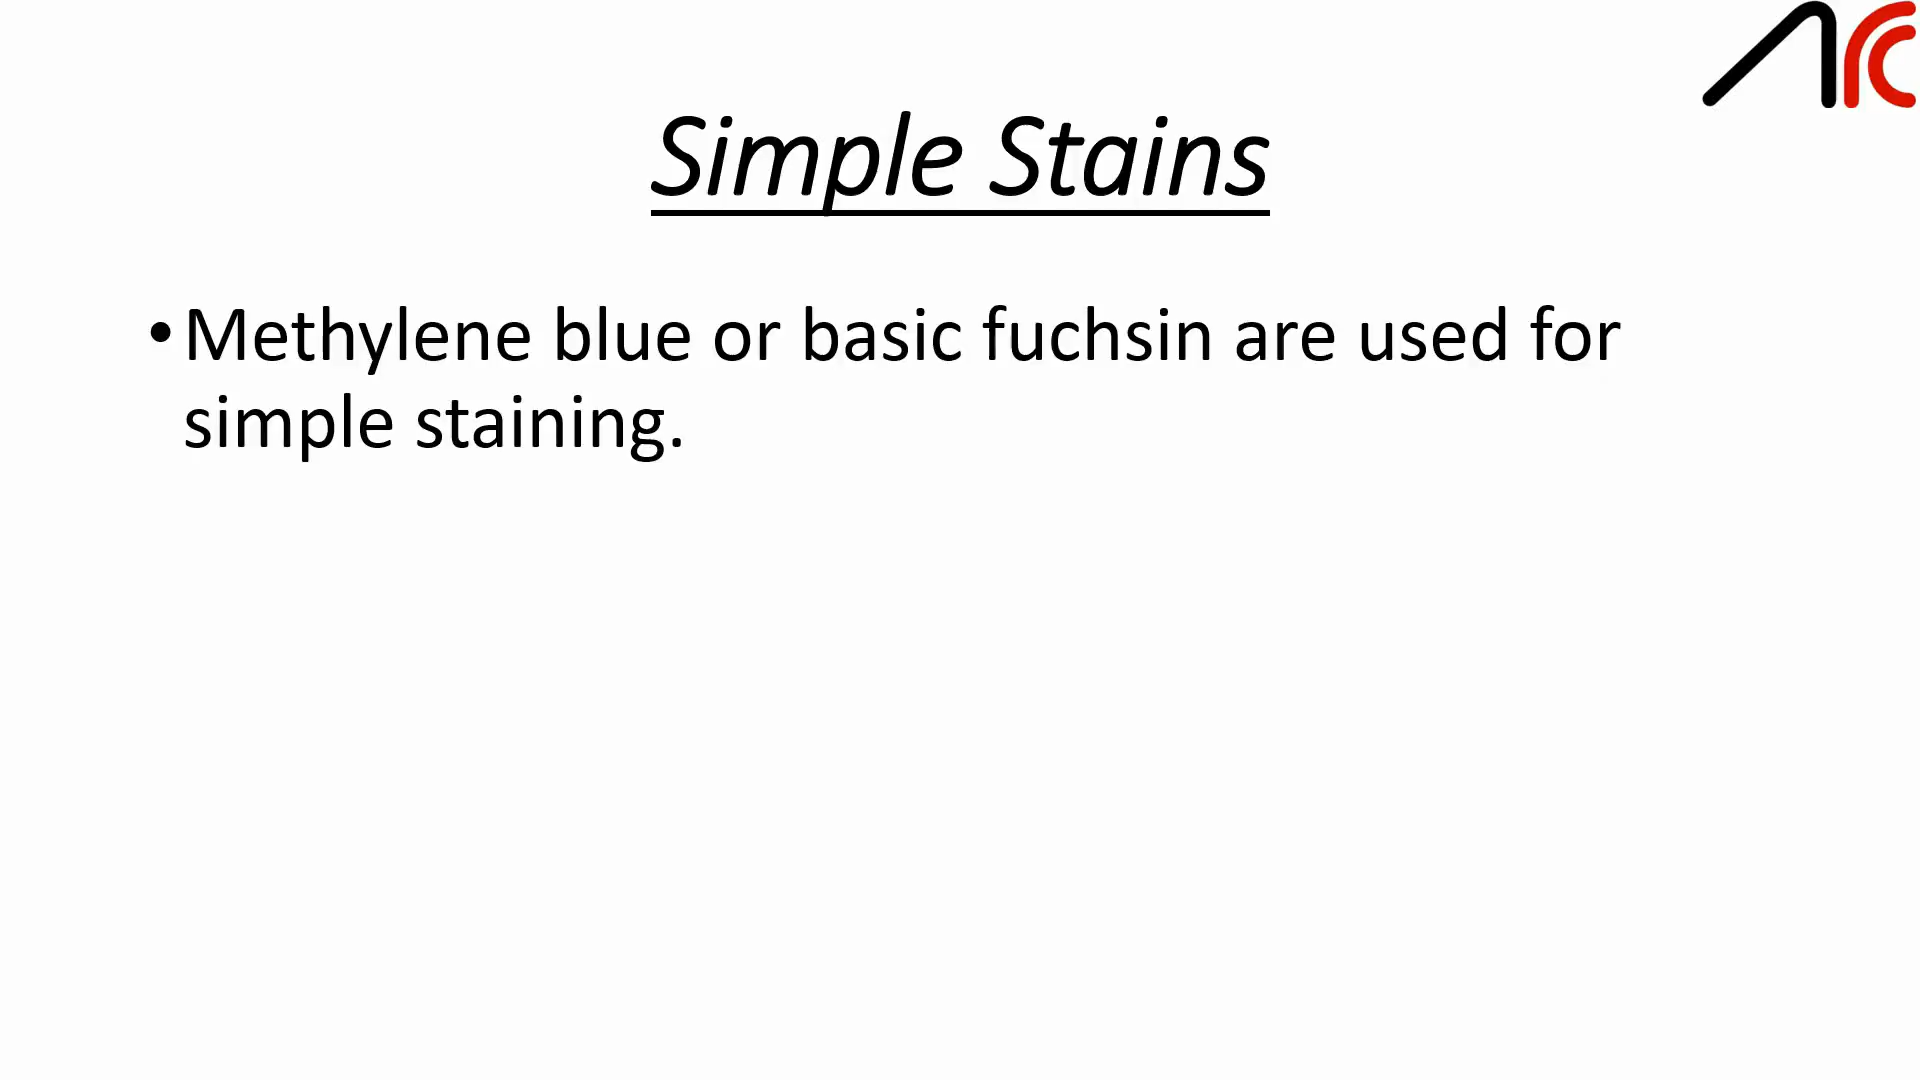 Simple Stains
•Methylene blue or basic fuchsin are used for
simple staining.